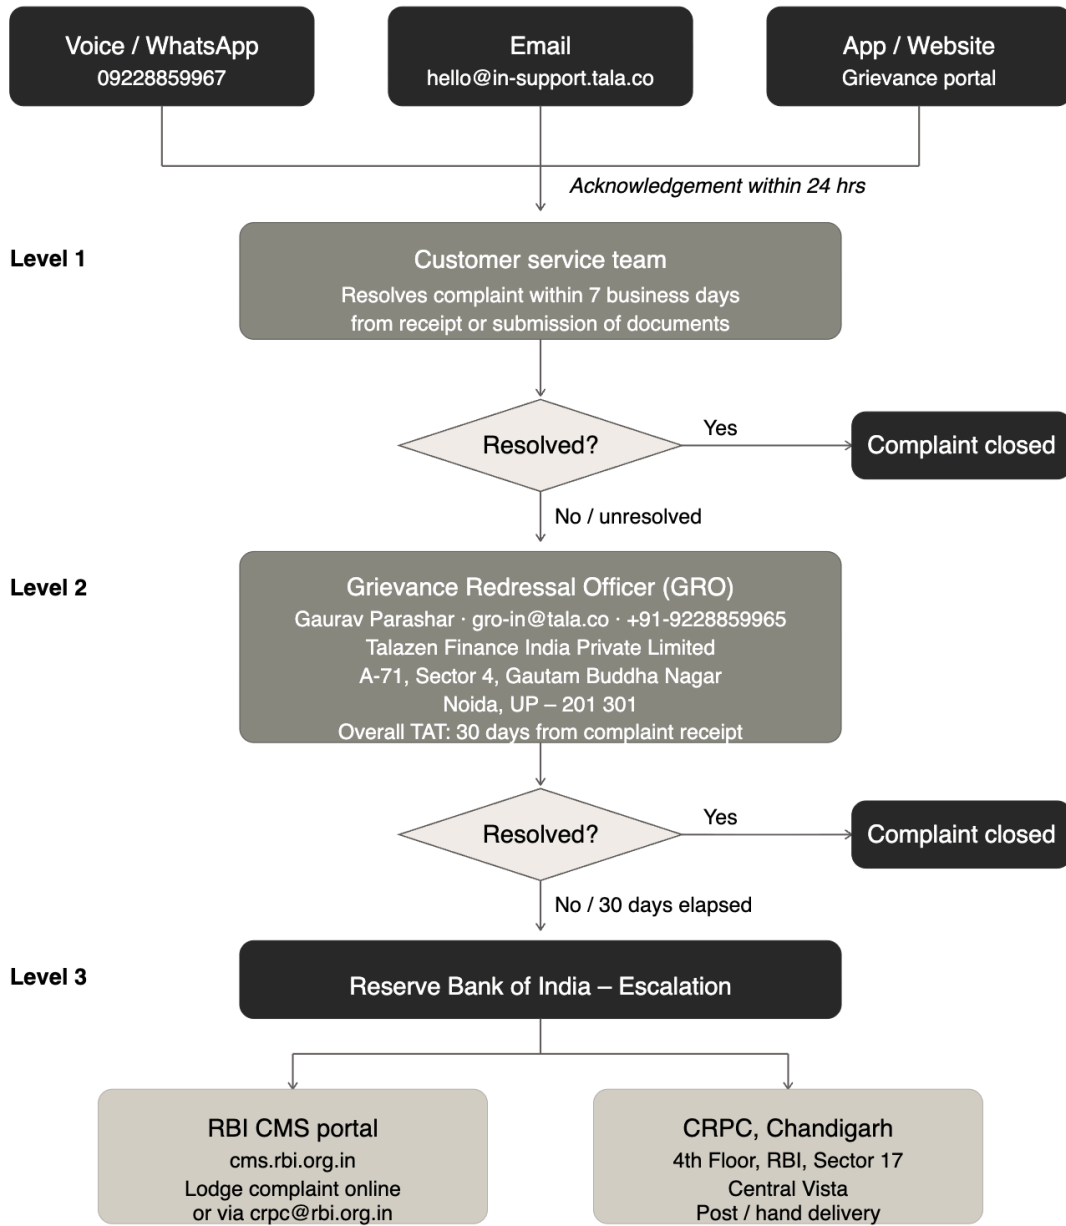 Voice / WhatsApp
09228859967
Email
hello@in-support.tala.co
App / Website
Grievance portal
Acknowledgement within 24 hrs
Level 1
Customer service team
Resolves complaint within 7 business days
from receipt or submission of documents
Resolved?
Yes
Complaint closed
No / unresolved
Level 2
Grievance Redressal Officer (GRO)
Gaurav Parashar · gro-in@tala.co · +91-9228859965
Talazen Finance India Private Limited
A-71, Sector 4, Gautam Buddha Nagar
Noida, UP – 201 301
Overall TAT: 30 days from complaint receipt
Resolved?
Yes
Complaint closed
No / 30 days elapsed
Level 3
Reserve Bank of India – Escalation
RBI CMS portal
cms.rbi.org.in
Lodge complaint online
or via crpc@rbi.org.in
CRPC, Chandigarh
4th Floor, RBI, Sector 17
Central Vista
Post / hand delivery